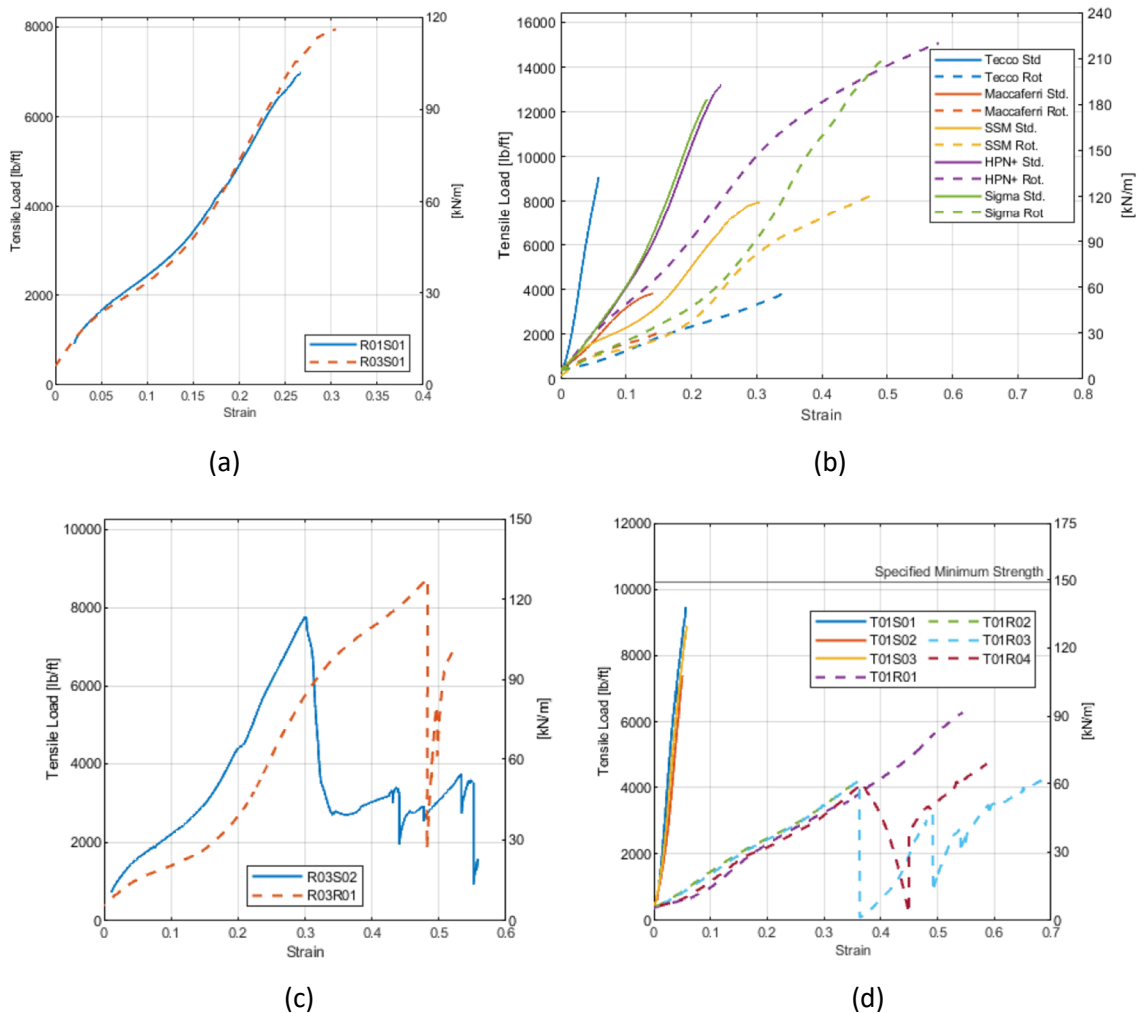 8000
6000
4000
2000
0
Tensile Load [lb/ft]
120
90
60
30
0
[kN/m]
R01S01
R03S01
0 0.05 0.1 0.15 0.2 0.25 0.3 0.35 0.4
Strain
(a)
16000
14000
12000
10000
8000
6000
4000
2000
0
Tensile Load [lb/ft]
240
210
180
150
120
90
60
30
0
[kN/m]
Tecco Std
Tecco Rot
Maccaferri Std.
Maccaferri Rot.
SSM Std.
SSM Rot.
HPN+ Std.
HPN+ Rot.
Sigma Std.
Sigma Rot
0 0.1 0.2 0.3 0.4 0.5 0.6 0.7 0.8
Strain
(b)
10000
8000
6000
4000
2000
0
Tensile Load [lb/ft]
150
120
90
60
30
0
[kN/m]
R03S02
R03R01
0 0.1 0.2 0.3 0.4 0.5 0.6
Strain
(c)
12000
10000
8000
6000
4000
2000
0
Tensile Load [lb/ft]
175
150
120
90
60
30
0
[kN/m]
Specified Minimum Strength
T01S01 T01R02
T01S02 T01R03
T01S03 T01R04
T01R01
0 0.1 0.2 0.3 0.4 0.5 0.6 0.7
Strain
(d)